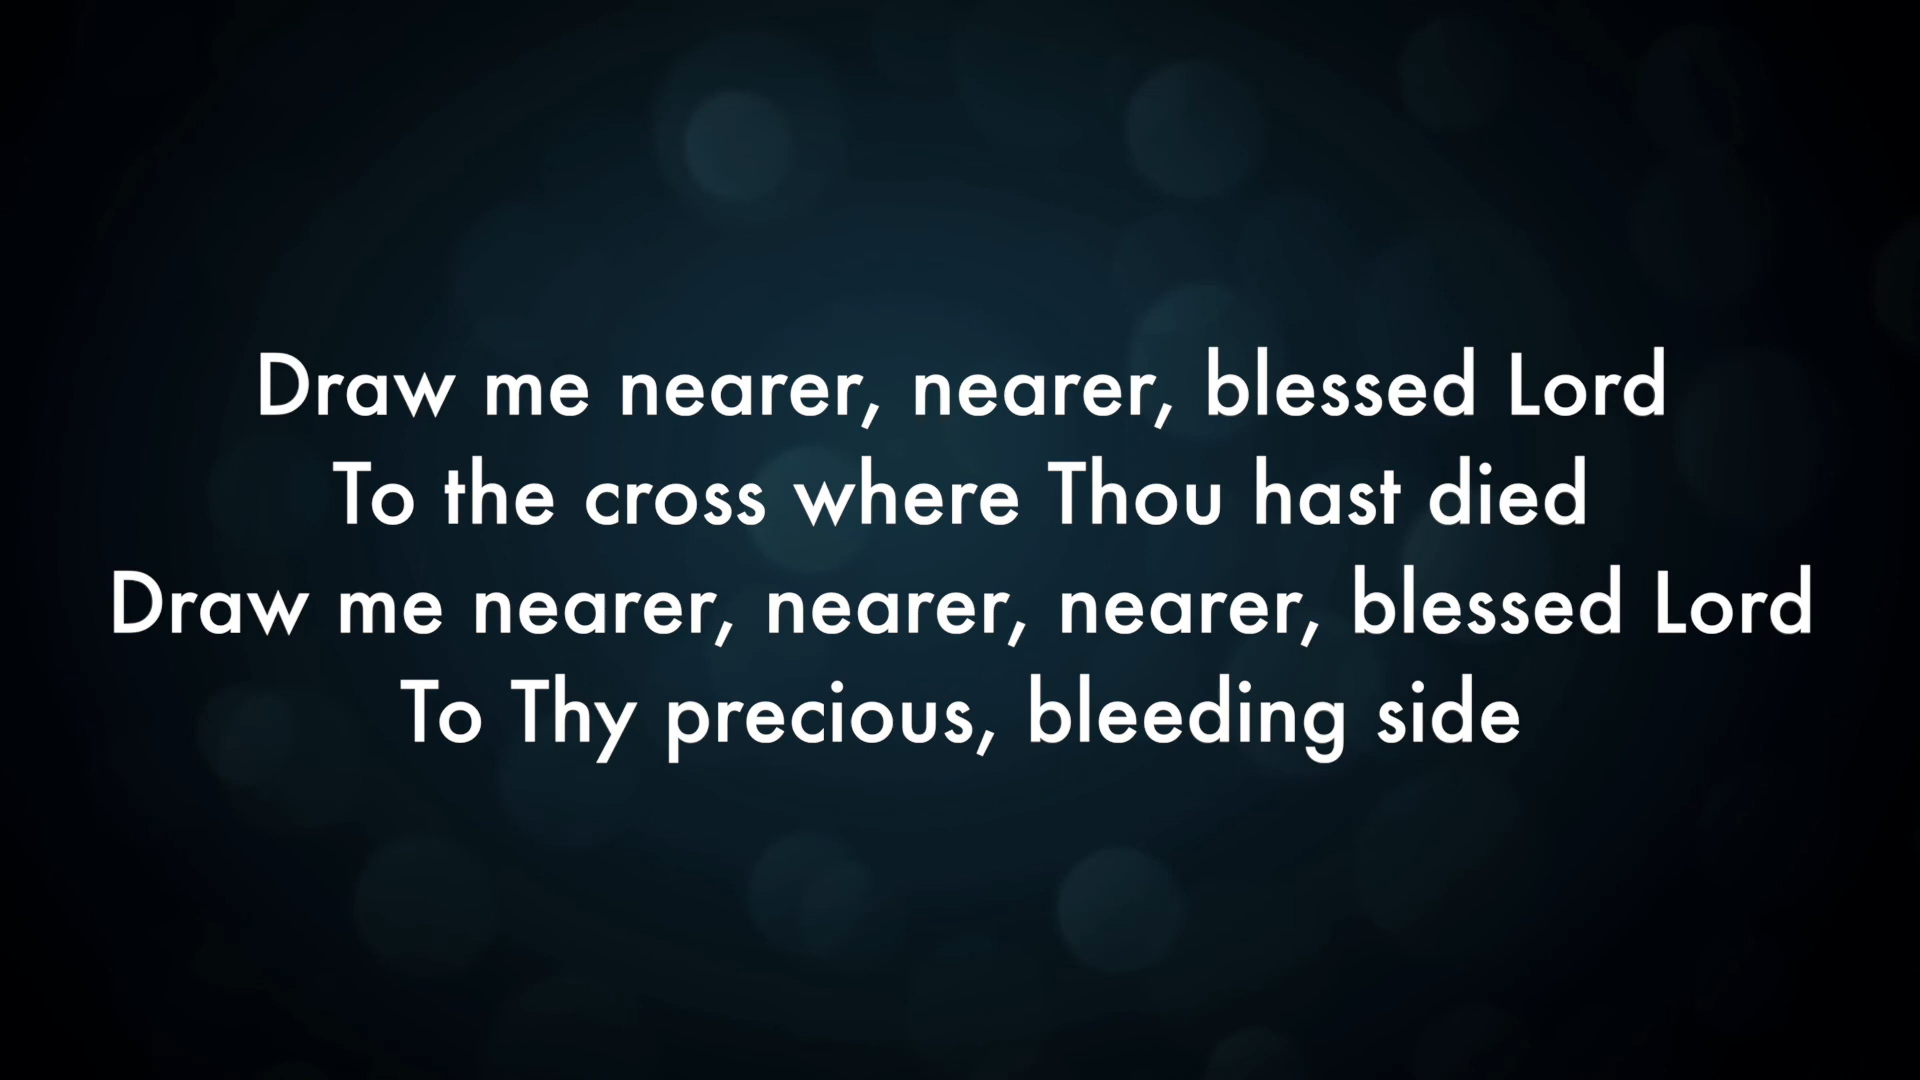 Draw me nearer, nearer, blessed Lord
To the cross where Thou hast died
Draw me nearer, nearer, nearer, blessed Lord
To Thy precious, bleeding side